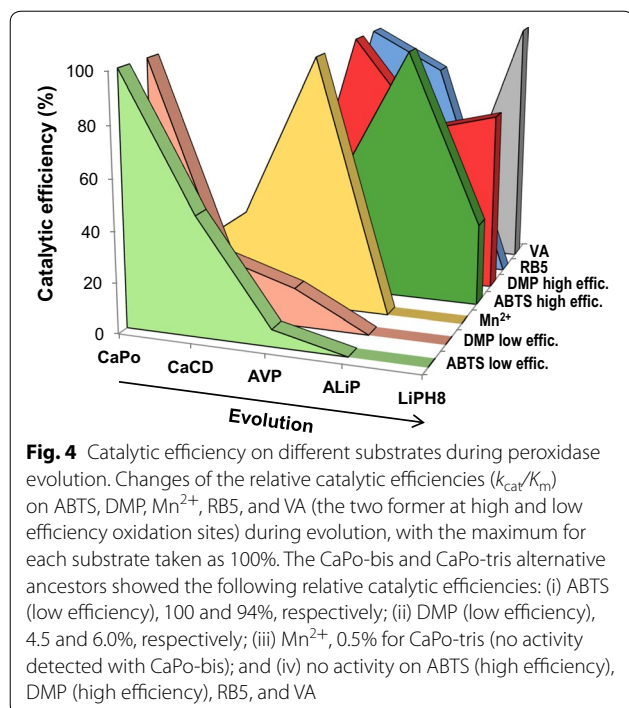 Catalytic efficiency (%)
100
80
60
40
20
0
CaPo
CaCD
AVP
ALiP
LiPH8
Evolution
VA
RB5
DMP high effic.
ABTS high effic.
Mn²⁺
DMP low effic.
ABTS low effic.
Fig. 4 Catalytic efficiency on different substrates during peroxidase
evolution. Changes of the relative catalytic efficiencies (k_cat/K_m)
on ABTS, DMP, Mn²⁺, RB5, and VA (the two former at high and low
efficiency oxidation sites) during evolution, with the maximum for
each substrate taken as 100%. The CaPo-bis and CaPo-tris alternative
ancestors showed the following relative catalytic efficiencies: (i) ABTS
(low efficiency), 100 and 94%, respectively; (ii) DMP (low efficiency),
4.5 and 6.0%, respectively; (iii) Mn²⁺, 0.5% for CaPo-tris (no activity
detected with CaPo-bis); and (iv) no activity on ABTS (high efficiency),
DMP (high efficiency), RB5, and VA